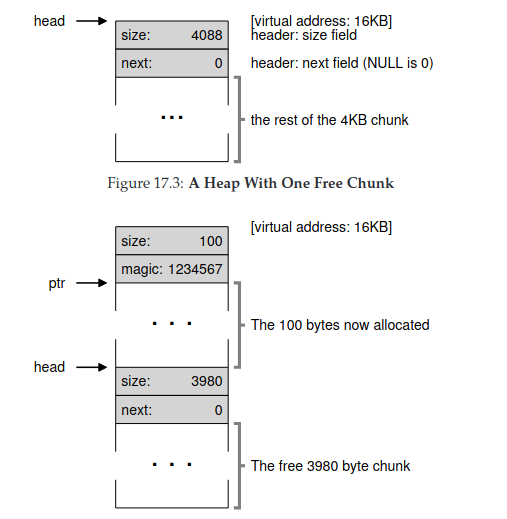 head
[virtual address: 16KB]
size: 4088
header: size field
next: 0
header: next field (NULL is 0)
...
the rest of the 4KB chunk
Figure 17.3: A Heap With One Free Chunk
[virtual address: 16KB]
size: 100
magic: 1234567
ptr
. . .
The 100 bytes now allocated
head
size: 3980
next: 0
. . .
The free 3980 byte chunk